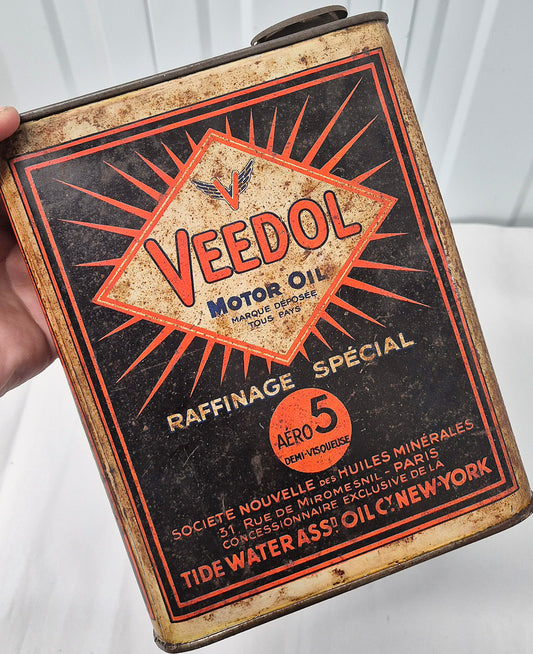 V
VEEDOL
MOTOR OIL
MARQUE DÉPOSÉE
TOUS PAYS
RAFFINAGE SPÉCIAL
AÉRO 5
DEMI-VISQUEUSE
SOCIÉTÉ NOUVELLE DES HUILES MINÉRALES
31 RUE DE MIROMESNIL - PARIS
CONCESSIONNAIRE EXCLUSIVE DE LA
TIDE WATER ASSD OIL CY. NEW-YORK